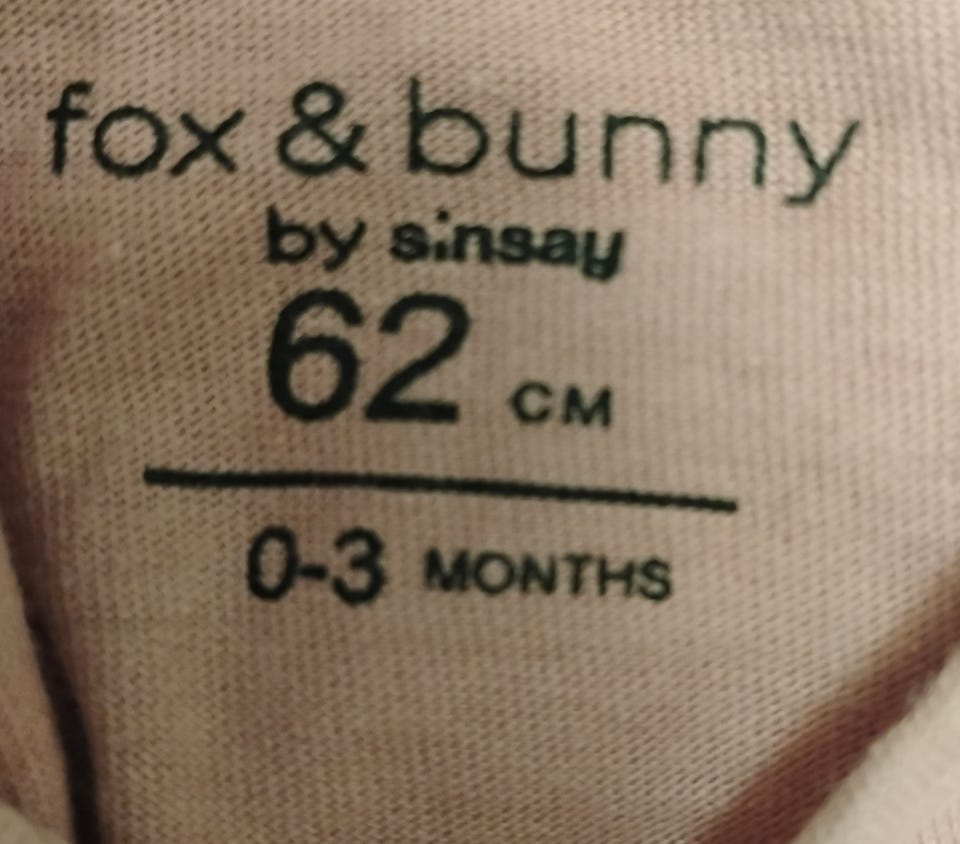 fox & bunny
by sinsay
62 CM
0-3 MONTHS